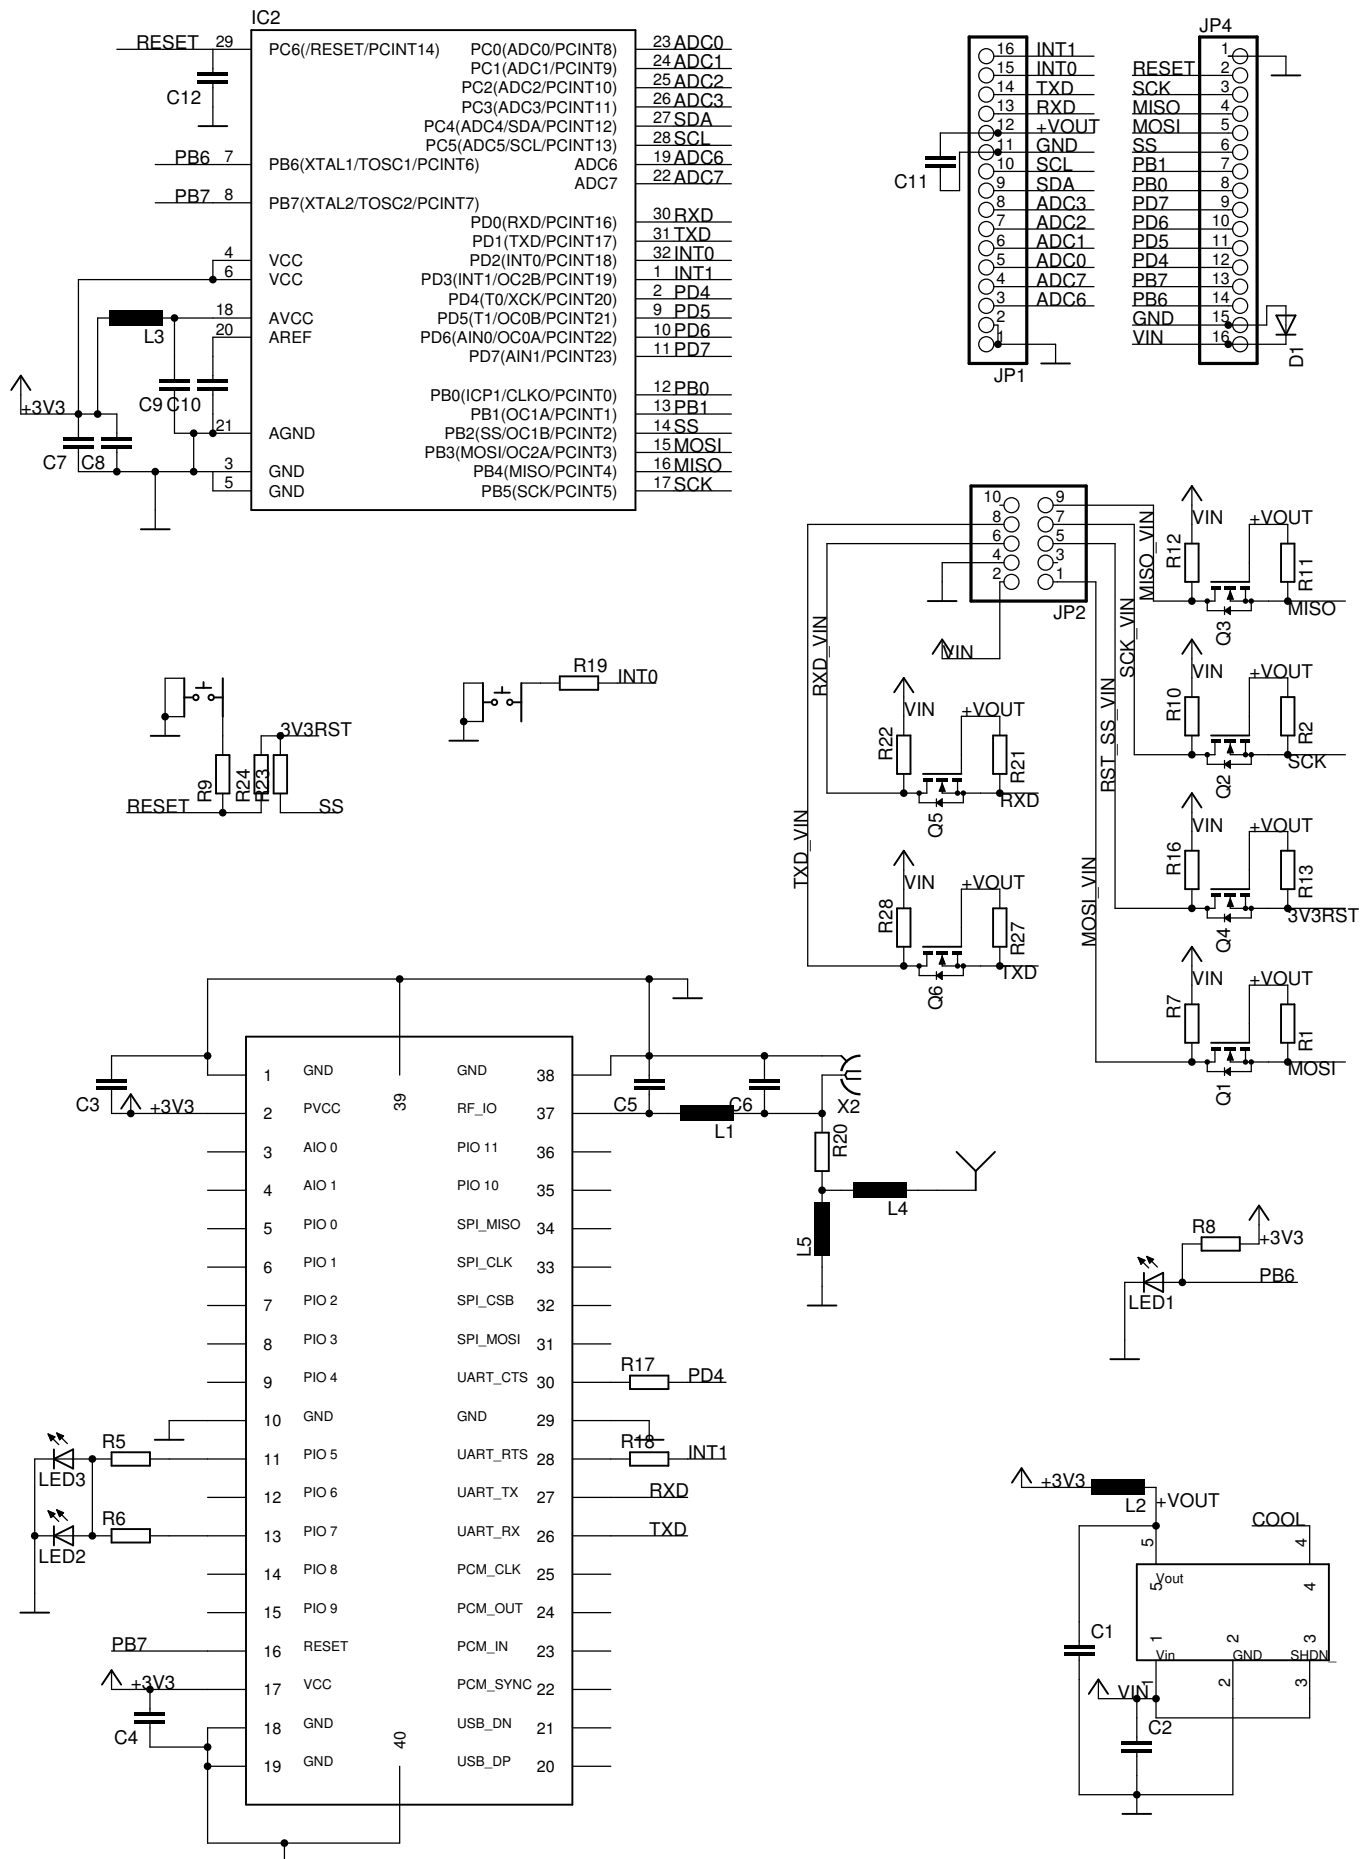 IC2
RESET 29 PC6(/RESET/PCINT14) PC0(ADC0/PCINT8) 23 ADC0
PC1(ADC1/PCINT9) 24 ADC1
C12 PC2(ADC2/PCINT10) 25 ADC2
PC3(ADC3/PCINT11) 26 ADC3
PC4(ADC4/SDA/PCINT12) 27 SDA
PC5(ADC5/SCL/PCINT13) 28 SCL
PB6 7 PB6(XTAL1/TOSC1/PCINT6) ADC6 19 ADC6
ADC7 22 ADC7
PB7 8 PB7(XTAL2/TOSC2/PCINT7)
PD0(RXD/PCINT16) 30 RXD
PD1(TXD/PCINT17) 31 TXD
4 VCC PD2(INT0/PCINT18) 32 INT0
6 VCC PD3(INT1/OC2B/PCINT19) 1 INT1
PD4(T0/XCK/PCINT20) 2 PD4
L3 18 AVCC PD5(T1/OC0B/PCINT21) 9 PD5
20 AREF PD6(AIN0/OC0A/PCINT22) 10 PD6
PD7(AIN1/PCINT23) 11 PD7
+3V3 C9 C10 PB0(ICP1/CLKO/PCINT0) 12 PB0
PB1(OC1A/PCINT1) 13 PB1
21 AGND PB2(SS/OC1B/PCINT2) 14 SS
C7 C8 PB3(MOSI/OC2A/PCINT3) 15 MOSI
3 GND PB4(MISO/PCINT4) 16 MISO
5 GND PB5(SCK/PCINT5) 17 SCK
16 INT1
15 INT0
14 TXD
13 RXD
12 +VOUT
11 GND
C11
10 SCL
9 SDA
8 ADC3
7 ADC2
6 ADC1
5 ADC0
4 ADC7
3 ADC6
2
1
JP1
JP4
1
RESET 2
SCK 3
MISO 4
MOSI 5
SS 6
PB1 7
PB0 8
PD7 9
PD6 10
PD5 11
PD4 12
PB7 13
PB6 14
GND 15
VIN 16
D1
10 9
8 7
6 5
4 3
2 1
JP2
VIN
MISO_VIN
SCK_VIN
RST_SS_VIN
MOSI_VIN
RXD_VIN
TXD_VIN
VIN +VOUT
R12 R11
Q3 MISO
VIN +VOUT
R10 R2
Q2 SCK
VIN +VOUT
R16 R13
Q4 3V3RST
VIN +VOUT
R7 R1
Q1 MOSI
VIN +VOUT
R22 R21
Q5 RXD
VIN +VOUT
R28 R27
Q6 TXD
3V3RST
R9 R24 R23
RESET SS
R19 INT0
C3 +3V3
1 GND GND 38
2 PVCC 39 RF_IO 37
3 AIO 0 PIO 11 36
4 AIO 1 PIO 10 35
5 PIO 0 SPI_MISO 34
6 PIO 1 SPI_CLK 33
7 PIO 2 SPI_CSB 32
8 PIO 3 SPI_MOSI 31
9 PIO 4 UART_CTS 30 R17 PD4
10 GND GND 29
LED3 R5 11 PIO 5 UART_RTS 28 R18 INT1
12 PIO 6 UART_TX 27 RXD
LED2 R6 13 PIO 7 UART_RX 26 TXD
14 PIO 8 PCM_CLK 25
15 PIO 9 PCM_OUT 24
PB7 16 RESET PCM_IN 23
+3V3 17 VCC PCM_SYNC 22
C4 18 GND USB_DN 21
19 GND 40 USB_DP 20
C5 L1 C6 X2
R20
L4
L5
R8 +3V3
PB6
LED1
+3V3 L2 +VOUT
COOL
5 4
5 Vout 4
C1
1 2 3
Vin GND SHDN_
1 2 3
VIN
C2